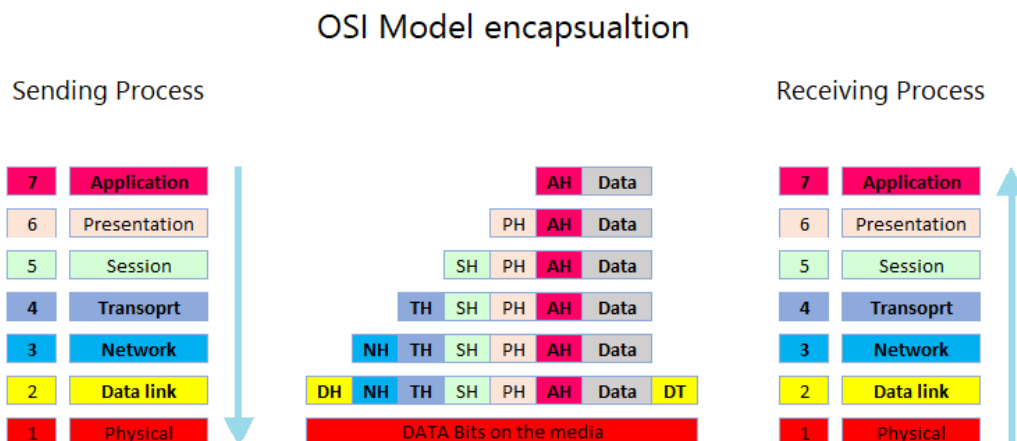 OSI Model encapsualtion
Sending Process
Receiving Process
7 Application AH Data 7 Application
6 Presentation PH AH Data 6 Presentation
5 Session SH PH AH Data 5 Session
4 Transoprt TH SH PH AH Data 4 Transoprt
3 Network NH TH SH PH AH Data 3 Network
2 Data link DH NH TH SH PH AH Data DT 2 Data link
1 Physical DATA Bits on the media 1 Physical